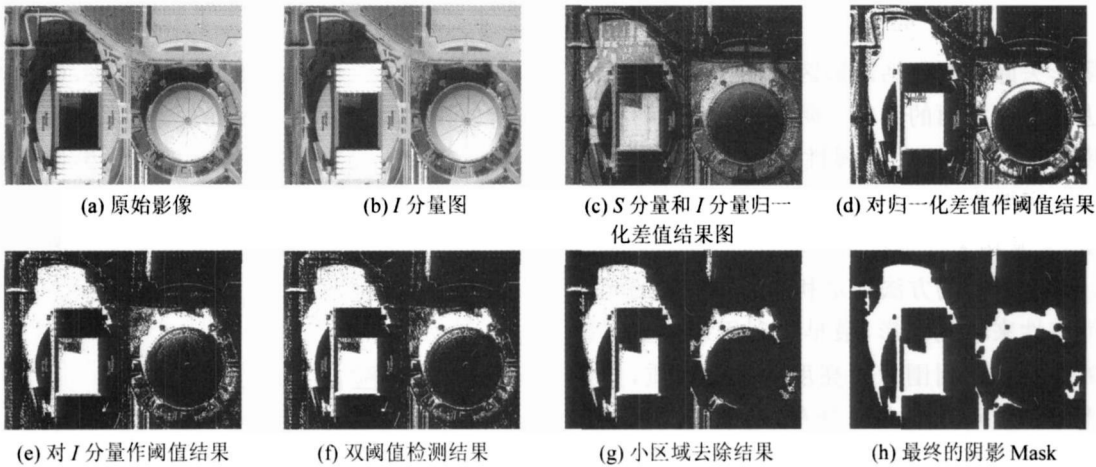 (a) 原始影像
(b) I 分量图
(c) S 分量和 I 分量归一
化差值结果图
(d) 对归一化差值作阈值结果
(e) 对 I 分量作阈值结果
(f) 双阈值检测结果
(g) 小区域去除结果
(h) 最终的阴影 Mask